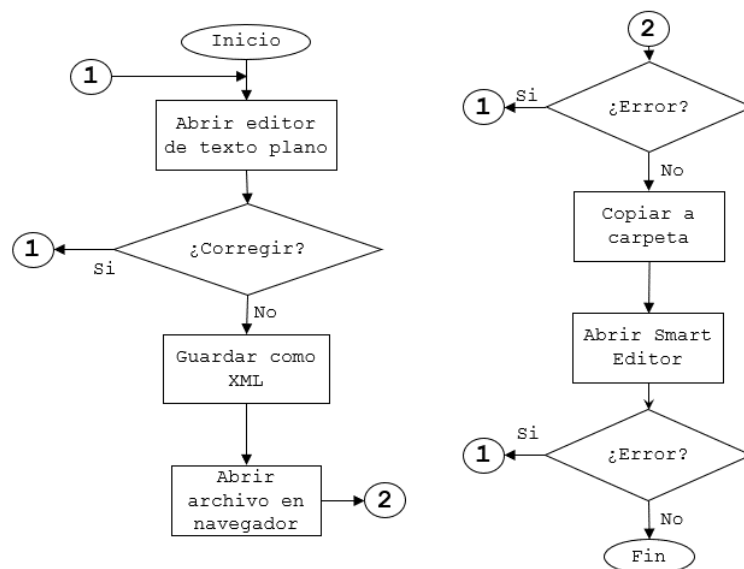 Inicio
1
Abrir editor
de texto plano
¿Corregir?
1
Si
No
Guardar como
XML
Abrir
archivo en
navegador
2
2
¿Error?
Si
1
No
Copiar a
carpeta
Abrir Smart
Editor
¿Error?
Si
1
No
Fin